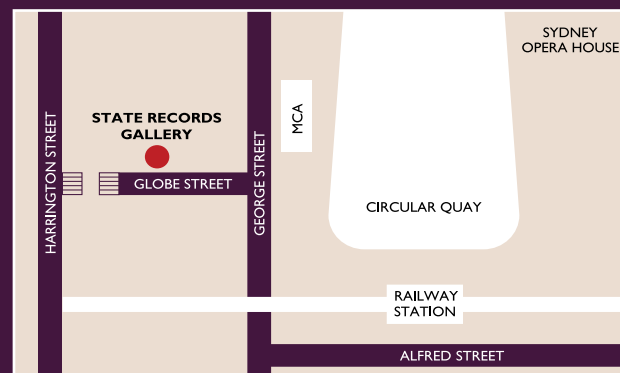 SYDNEY
OPERA HOUSE
STATE RECORDS
GALLERY
MCA
HARRINGTON STREET
GEORGE STREET
GLOBE STREET
CIRCULAR QUAY
RAILWAY
STATION
ALFRED STREET